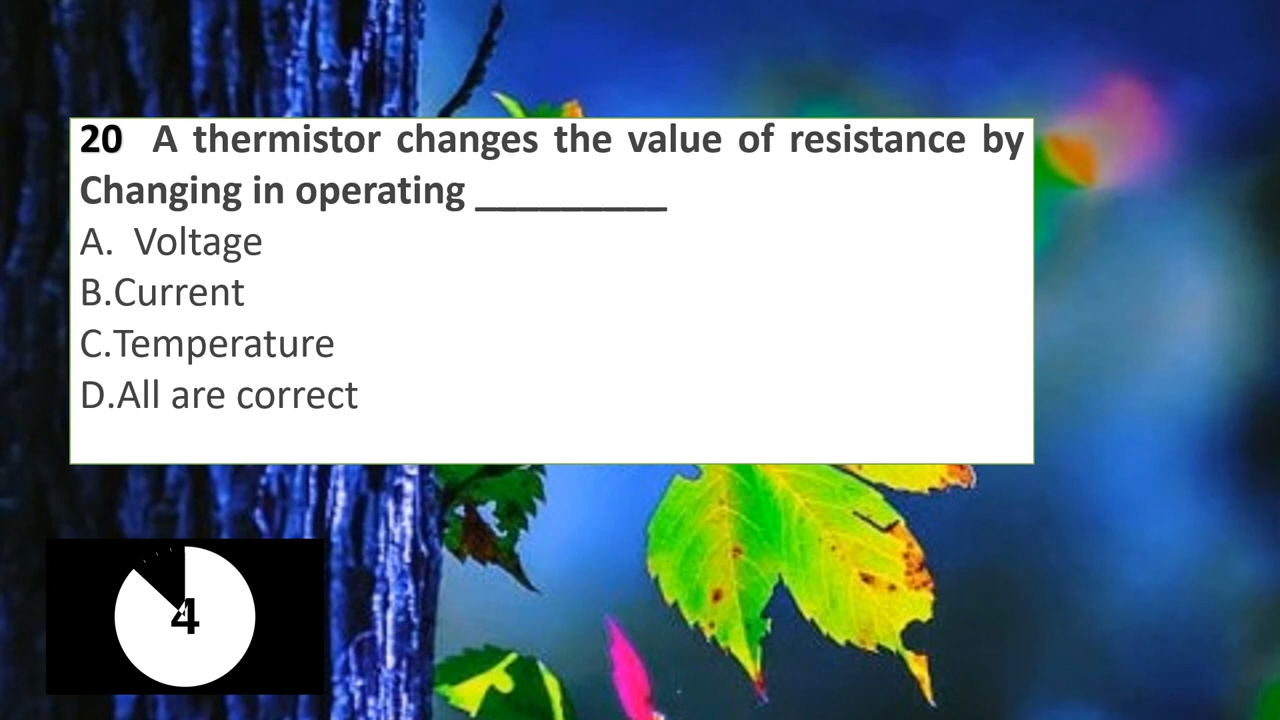 20 A thermistor changes the value of resistance by
Changing in operating _________
A. Voltage
B.Current
C.Temperature
D.All are correct
4